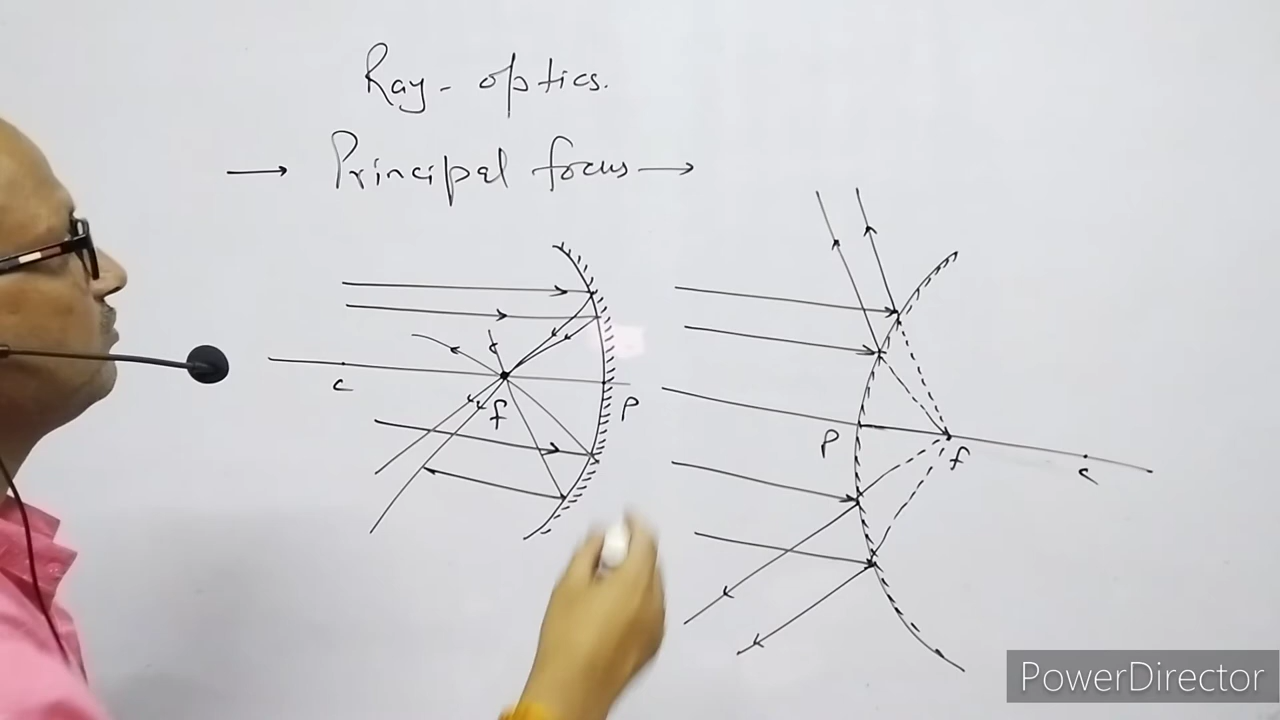 Ray - optics.
→ Principal focus →
c
f
P
P
f
c
PowerDirector